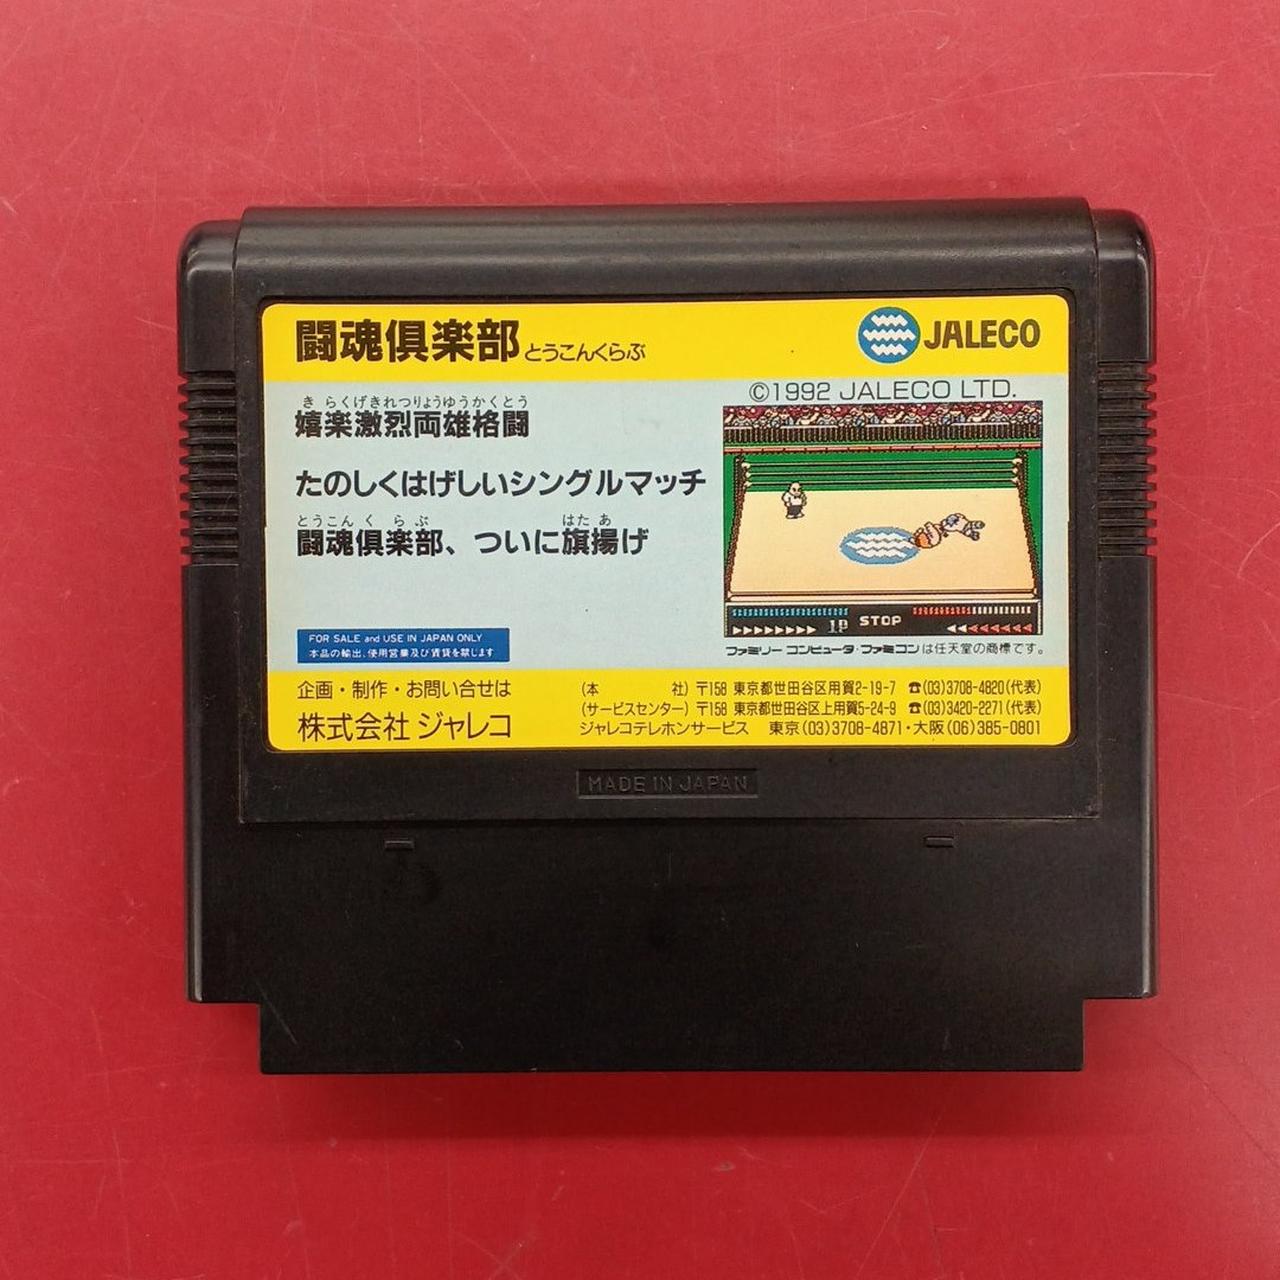 闘魂倶楽部 とうこんくらぶ
JALECO
©1992 JALECO LTD.
きらくげきれつりょうゆうかくとう
嬉楽激烈両雄格闘
たのしくはげしいシングルマッチ
とうこんくらぶ はたあ
闘魂倶楽部、ついに旗揚げ
1P STOP
FOR SALE and USE IN JAPAN ONLY
本品の輸出、使用営業及び賃貸を禁じます
ファミリーコンピュータ・ファミコンは任天堂の商標です。
企画・制作・お問い合せは
株式会社 ジャレコ
(本 社) 〒158 東京都世田谷区用賀2-19-7 ☎(03)3708-4820(代表)
(サービスセンター) 〒158 東京都世田谷区上用賀5-24-9 ☎(03)3420-2271(代表)
ジャレコテレホンサービス 東京(03)3708-4871・大阪(06)385-0801
MADE IN JAPAN